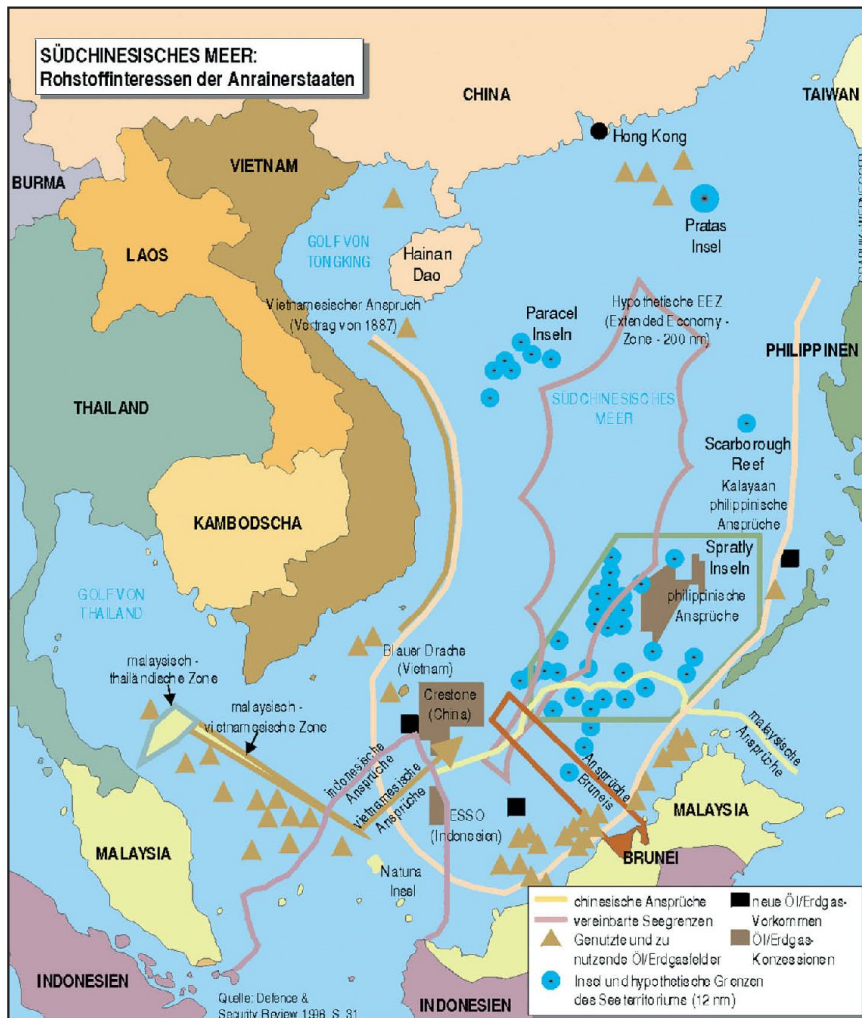 SÜDCHINESISCHES MEER:
Rohstoffinteressen der Anrainerstaaten
CHINA
TAIWAN
Hong Kong
VIETNAM
BURMA
Pratas
Insel
GOLF VON
TONGKING
Hainan
Dao
LAOS
Vietnamesischer Anspruch
(Vertrag von 1887)
Paracel
Inseln
Hypothetische EEZ
(Extended Economy -
Zone - 200 nm)
PHILIPPINEN
THAILAND
SÜDCHINESISCHES
MEER
Scarborough
Reef
Kalayaan
philippinische
Ansprüche
KAMBODSCHA
Spratly
Inseln
philippinische
Ansprüche
GOLF VON
THAILAND
malaysisch -
thailändische Zone
malaysisch -
vietnamesische Zone
Blauer Drache
(Vietnam)
Crestone
(China)
indonesische
Ansprüche
vietnamesische
Ansprüche
Ansprüche
Bruneis
malaysische
Ansprüche
ESSO
(Indonesien)
MALAYSIA
MALAYSIA
BRUNEI
Natuna
Insel
INDONESIEN
INDONESIEN
Quelle: Defence &
Security Review 1996, S. 31
chinesische Ansprüche
vereinbarte Seegrenzen
Genutzte und zu
nutzende Öl/Erdgasfelder
Insel und hypothetische Grenzen
des Seeterritoriums (12 nm)
neue Öl/Erdgas-
Vorkommen
Öl/Erdgas-
Konzessionen